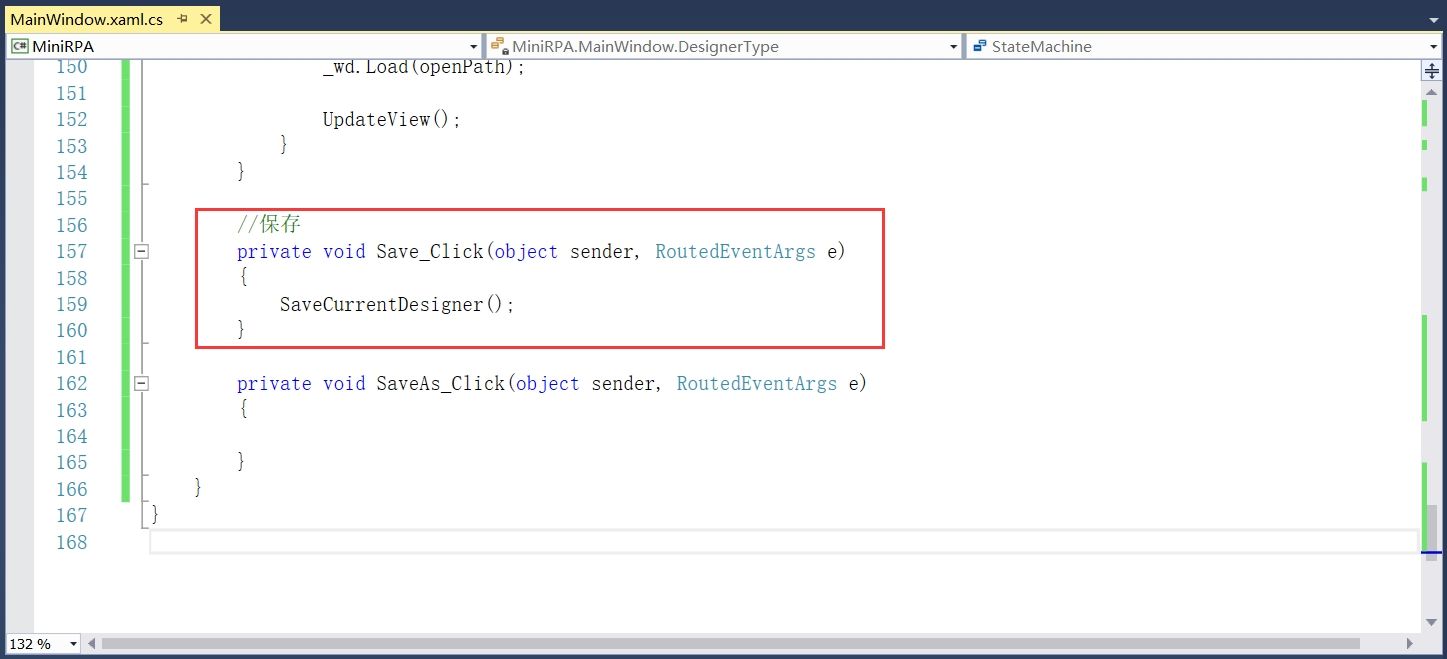 MainWindow.xaml.cs
C# MiniRPA
MiniRPA.MainWindow.DesignerType
StateMachine
150 _wd.Load(openPath);
151
152 UpdateView();
153 }
154 }
155
156 //保存
157 private void Save_Click(object sender, RoutedEventArgs e)
158 {
159 SaveCurrentDesigner();
160 }
161
162 private void SaveAs_Click(object sender, RoutedEventArgs e)
163 {
164
165 }
166 }
167 }
168
132 %